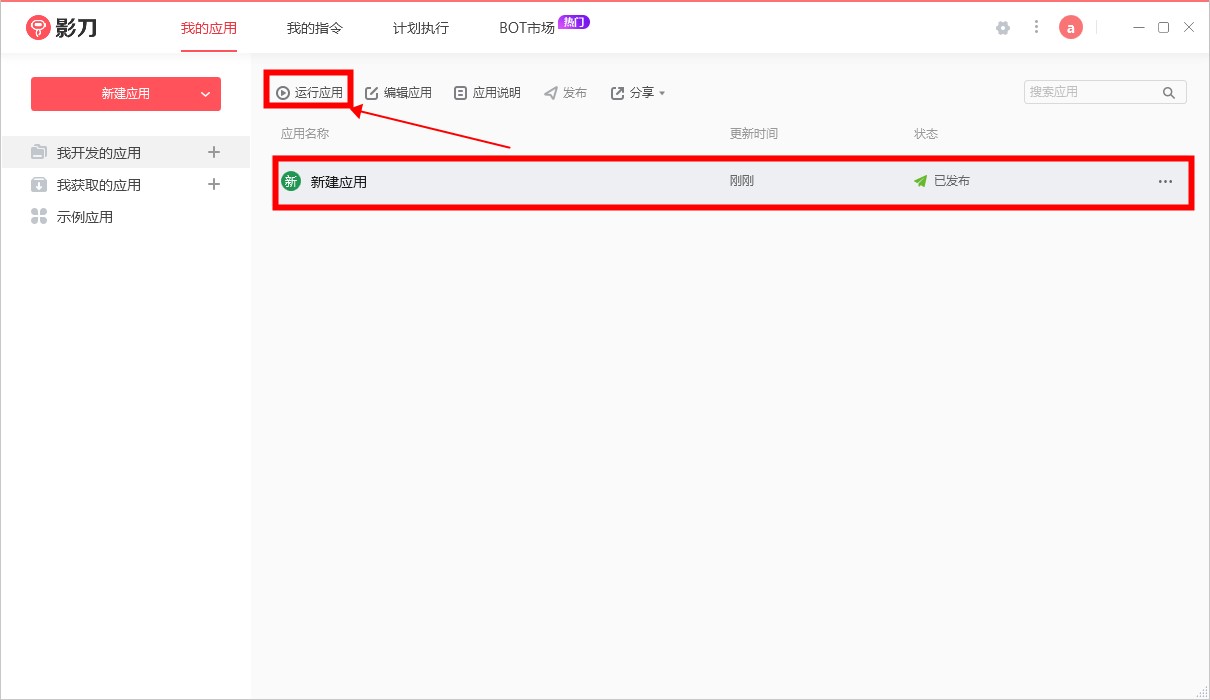 影刀
我的应用 我的指令 计划执行 BOT市场 热门 a
新建应用
我开发的应用
我获取的应用
示例应用
运行应用 编辑应用 应用说明 发布 分享 搜索应用
应用名称 更新时间 状态
新 新建应用 刚刚 已发布